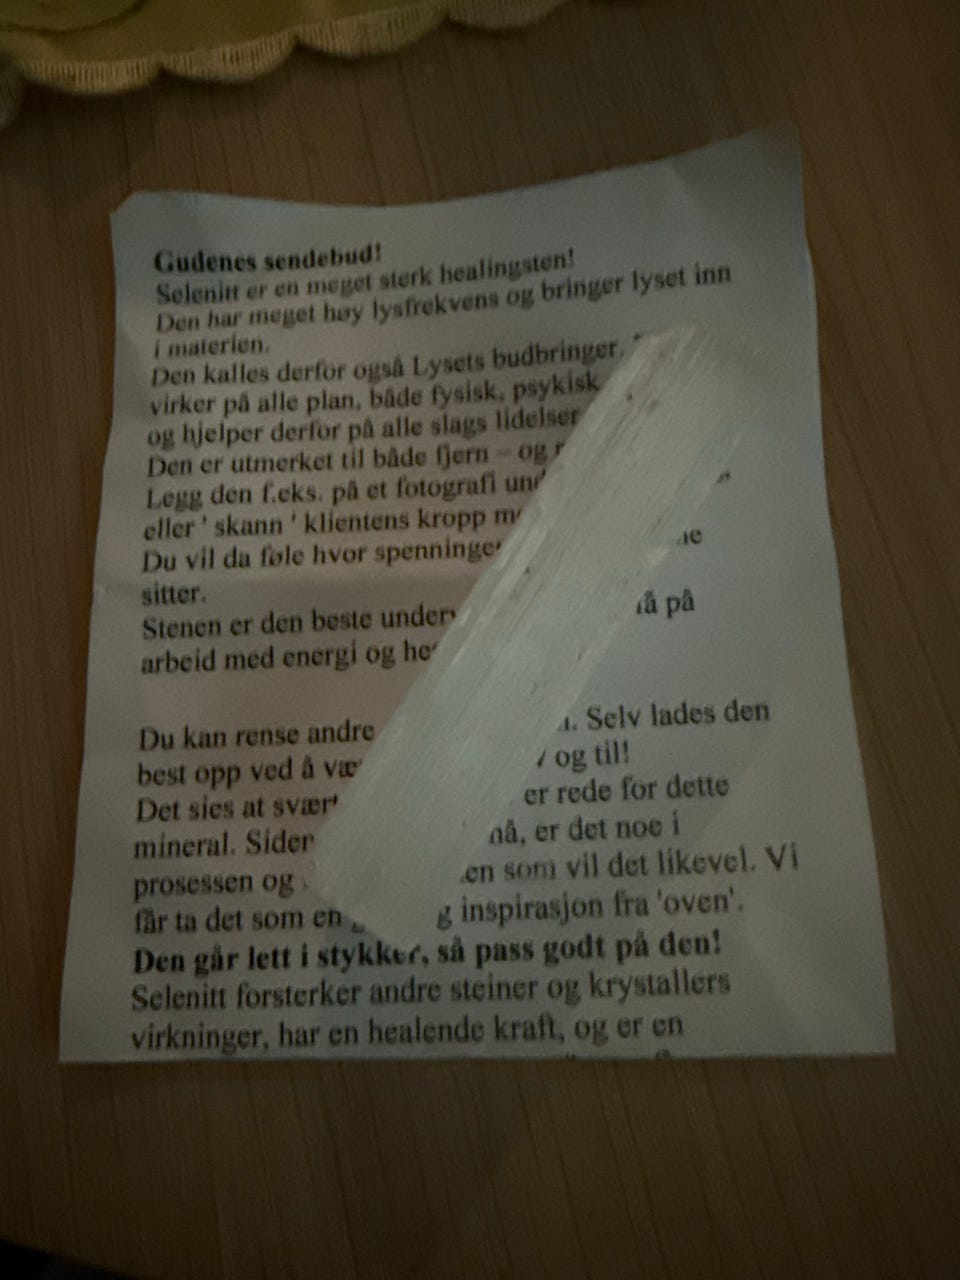 Gudenes sendebud!
Selenitt er en meget sterk healingsten!
Den har meget høy lysfrekvens og bringer lyset inn
i materien.
Den kalles derfor også Lysets budbringer.
virker på alle plan, både fysisk, psykisk
og hjelper derfor på alle slags lidelser
Den er utmerket til både fjern – og
Legg den f.eks. på et fotografi
eller ' skann ' klientens kropp
Du vil da føle hvor
sitter.
Stenen er den beste på
arbeid med energi og
Du kan rense andre Selv lades den
best opp ved å og til!
Det sies at er rede for dette
mineral. nå, er det noe i
prosessen og som vil det likevel. Vi
får ta det som en inspirasjon fra 'oven'.
Den går lett i stykker, så pass godt på den!
Selenitt forsterker andre steiner og krystallers
virkninger, har en healende kraft, og er en